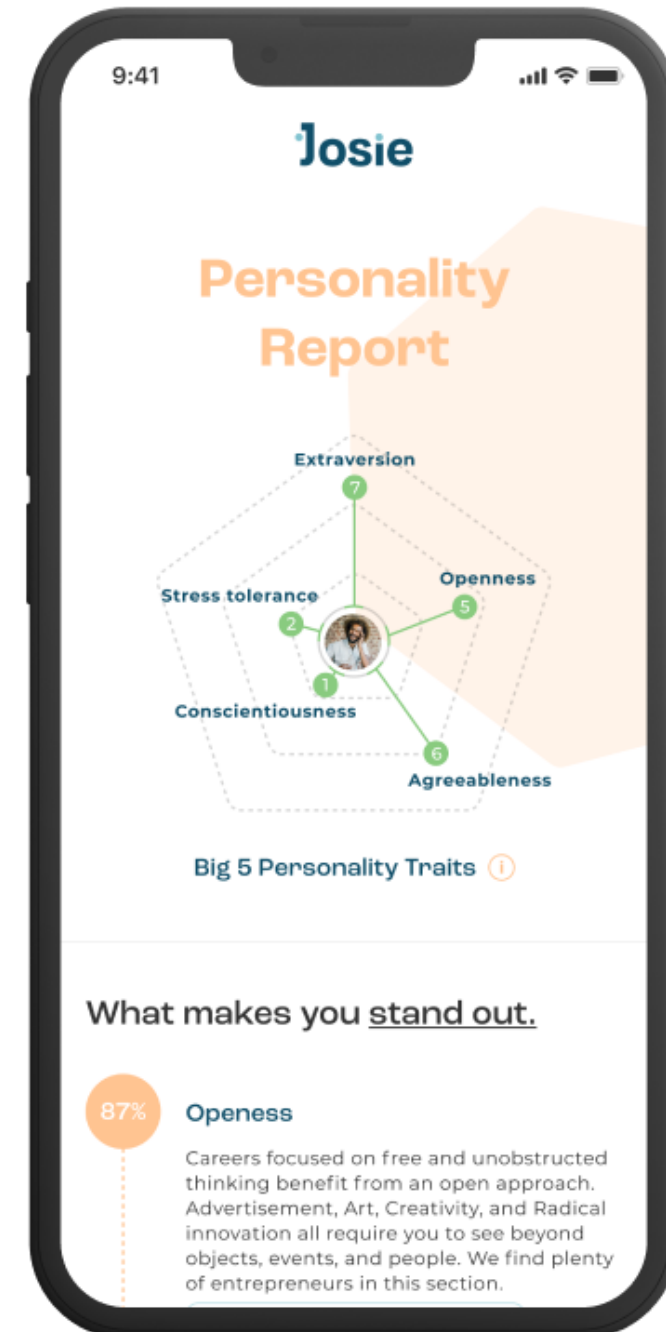 9:41
Josie
Personality
Report
Extraversion
7
Openness
5
Stress tolerance
2
1
Conscientiousness
6
Agreeableness
Big 5 Personality Traits i
What makes you stand out.
87%
Openess
Careers focused on free and unobstructed
thinking benefit from an open approach.
Advertisement, Art, Creativity, and Radical
innovation all require you to see beyond
objects, events, and people. We find plenty
of entrepreneurs in this section.